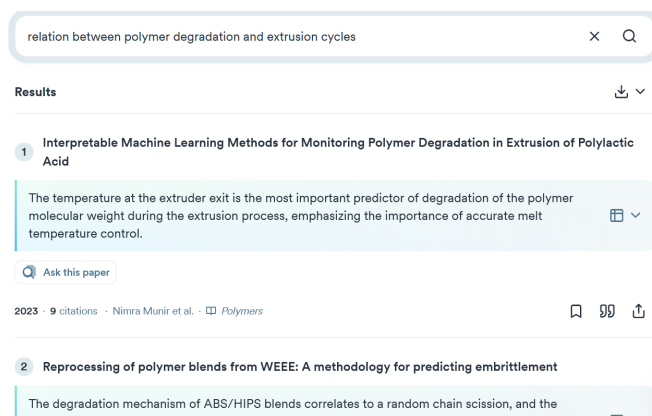 relation between polymer degradation and extrusion cycles
Results
1
Interpretable Machine Learning Methods for Monitoring Polymer Degradation in Extrusion of Polylactic
Acid
The temperature at the extruder exit is the most important predictor of degradation of the polymer
molecular weight during the extrusion process, emphasizing the importance of accurate melt
temperature control.
Ask this paper
2023 · 9 citations · Nimra Munir et al. · Polymers
2 Reprocessing of polymer blends from WEEE: A methodology for predicting embrittlement
The degradation mechanism of ABS/HIPS blends correlates to a random chain scission, and the